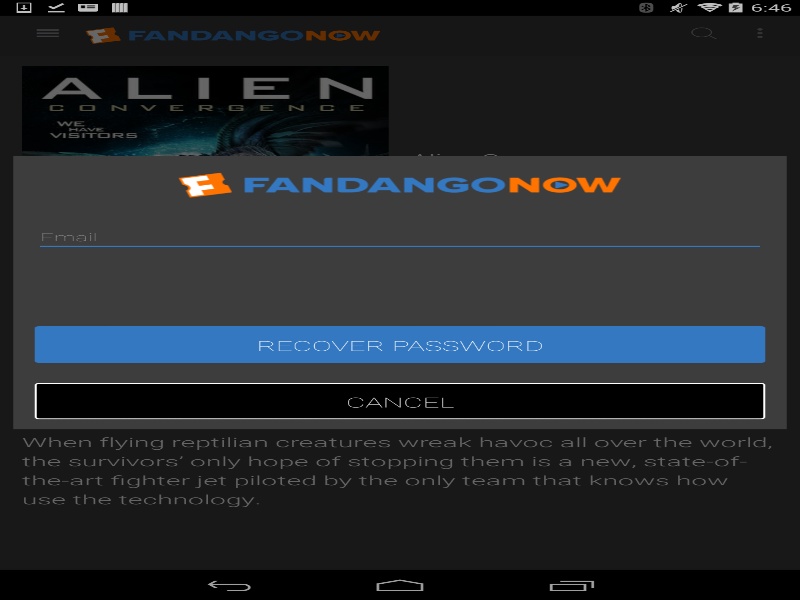 6:46
FANDANGONOW
ALIEN
CONVERGENCE
WE
HAVE
VISITORS
FANDANGONOW
Email
RECOVER PASSWORD
CANCEL
When flying reptilian creatures wreak havoc all over the world,
the survivors' only hope of stopping them is a new, state-of-
the-art fighter jet piloted by the only team that knows how
use the technology.